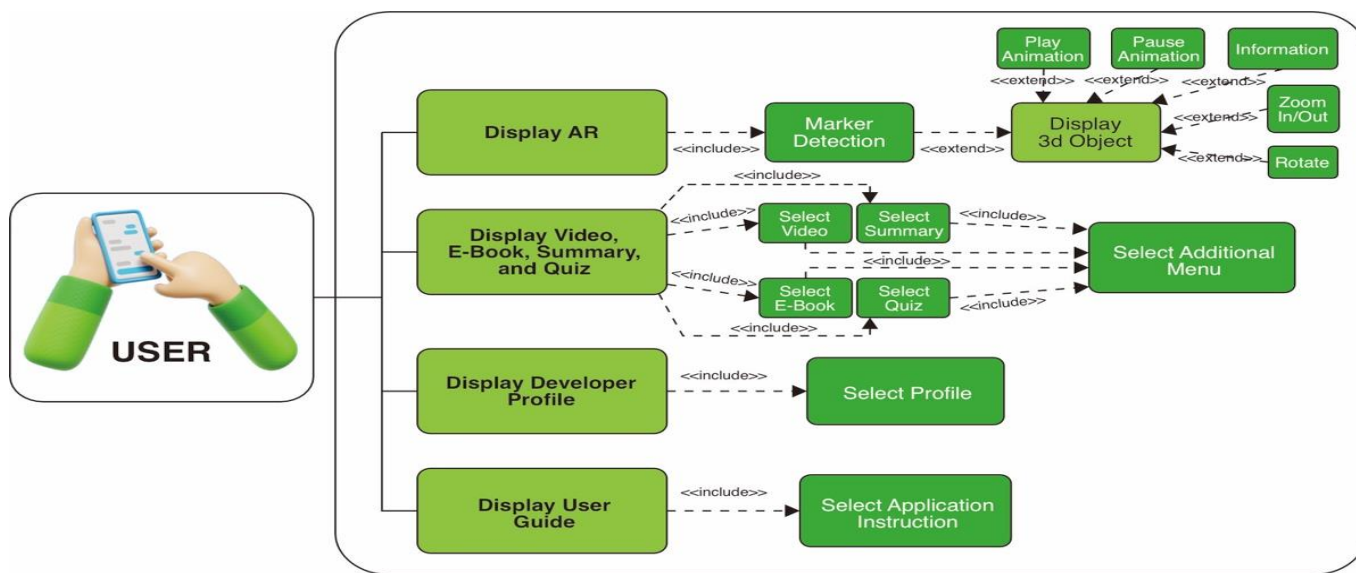 USER
Display AR
<<include>>
Marker
Detection
<<extend>>
Display
3d Object
Play
Animation
<<extend>>
Pause
Animation
<<extend>>
Information
<<extend>>
Zoom
In/Out
<<extend>>
Rotate
<<extend>>
Display Video,
E-Book, Summary,
and Quiz
<<include>>
<<include>>
Select
Video
Select
Summary
<<include>>
<<include>>
<<include>>
Select
E-Book
Select
Quiz
<<include>>
<<include>>
Select Additional
Menu
Display Developer
Profile
<<include>>
Select Profile
Display User
Guide
<<include>>
Select Application
Instruction